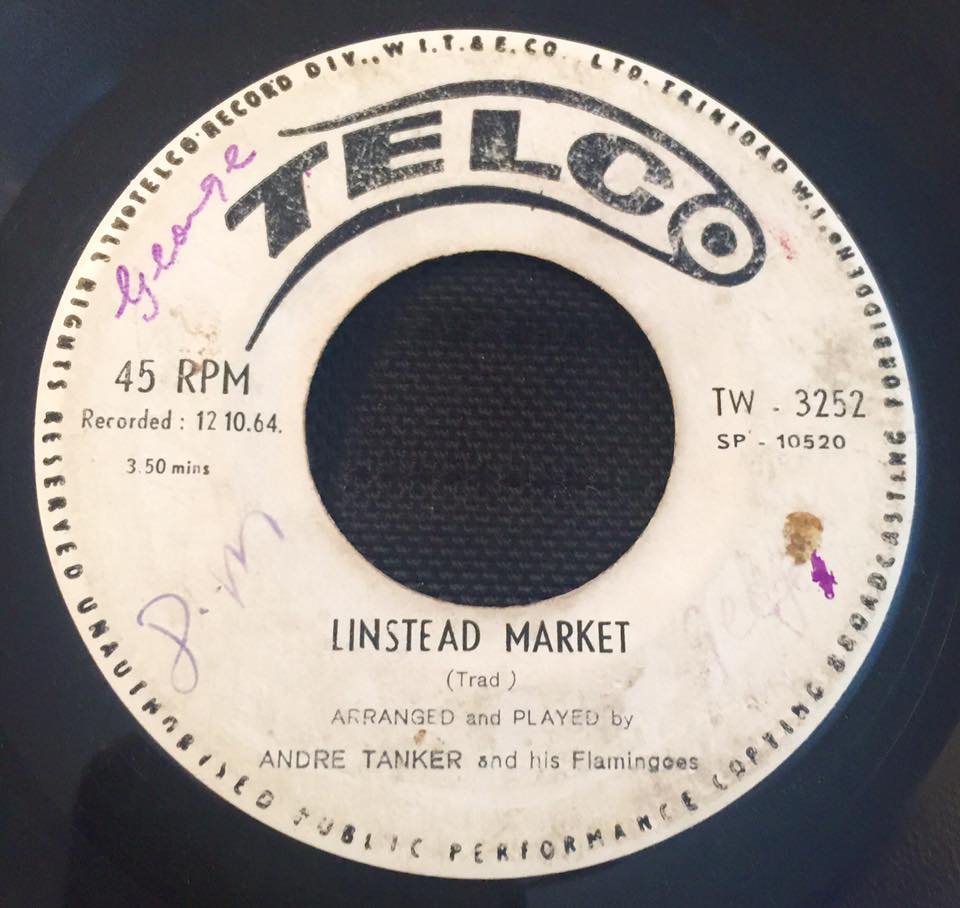 TELCO RECORD DIV., W I.T. & E. CO. LTD. TRINIDAD W.I.
ALL RIGHTS RESERVED UNAUTHORISED PUBLIC PERFORMANCE COPYING BROADCASTING FORBIDDEN
TELCO
George
45 RPM
Recorded : 12 10.64.
3.50 mins
TW - 3252
SP - 10520
LINSTEAD MARKET
(Trad )
ARRANGED and PLAYED by
ANDRE TANKER and his Flamingoes